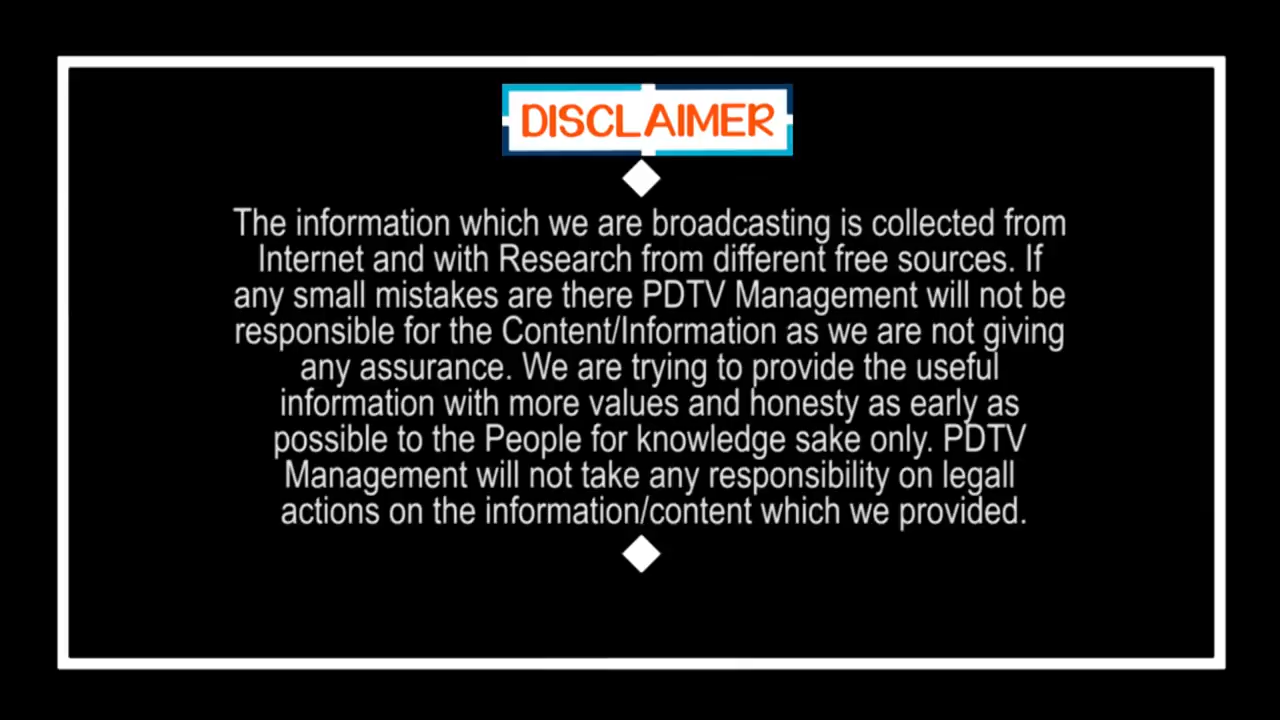 DISCLAIMER
The information which we are broadcasting is collected from
Internet and with Research from different free sources. If
any small mistakes are there PDTV Management will not be
responsible for the Content/Information as we are not giving
any assurance. We are trying to provide the useful
information with more values and honesty as early as
possible to the People for knowledge sake only. PDTV
Management will not take any responsibility on legall
actions on the information/content which we provided.